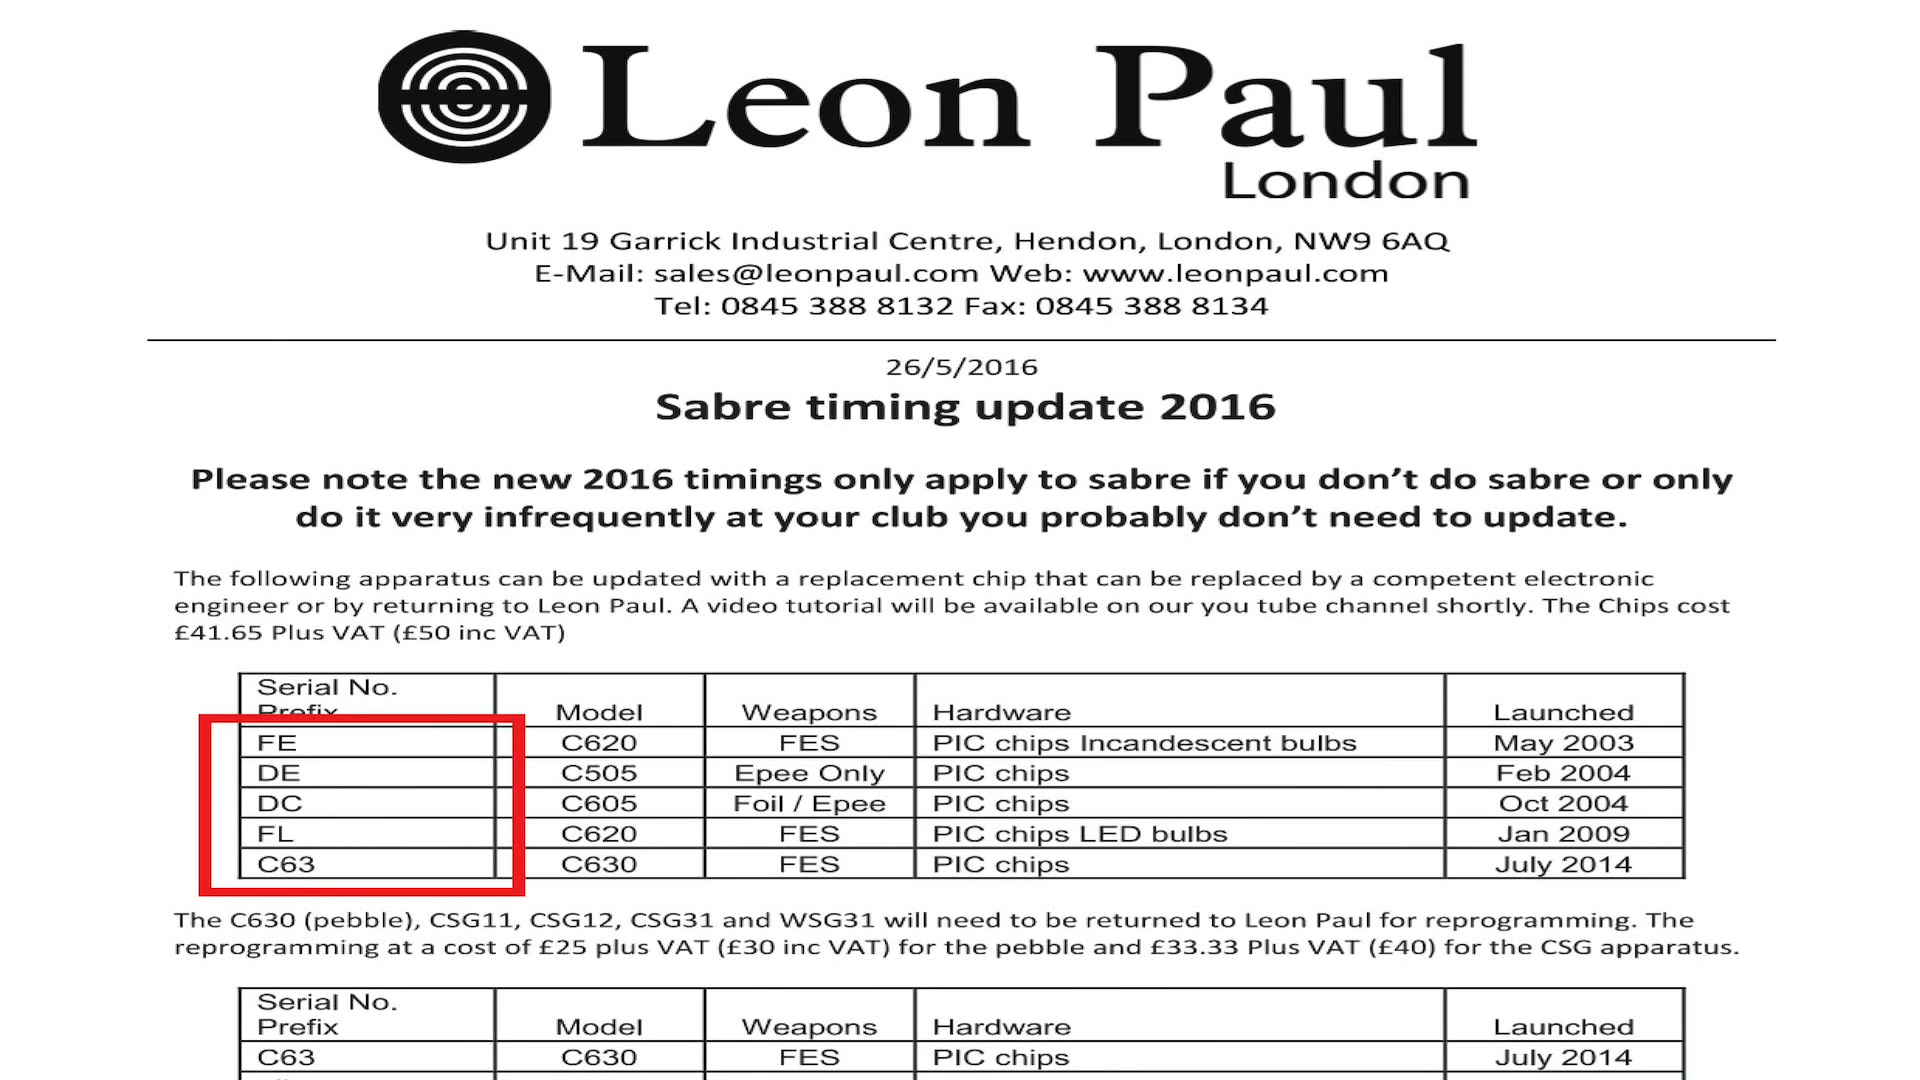 Leon Paul
London
Unit 19 Garrick Industrial Centre, Hendon, London, NW9 6AQ
E-Mail: sales@leonpaul.com Web: www.leonpaul.com
Tel: 0845 388 8132 Fax: 0845 388 8134
26/5/2016
Sabre timing update 2016
Please note the new 2016 timings only apply to sabre if you don’t do sabre or only
do it very infrequently at your club you probably don’t need to update.
The following apparatus can be updated with a replacement chip that can be replaced by a competent electronic
engineer or by returning to Leon Paul. A video tutorial will be available on our you tube channel shortly. The Chips cost
£41.65 Plus VAT (£50 inc VAT)
Serial No.
Prefix Model Weapons Hardware Launched
FE C620 FES PIC chips Incandescent bulbs May 2003
DE C505 Epee Only PIC chips Feb 2004
DC C605 Foil / Epee PIC chips Oct 2004
FL C620 FES PIC chips LED bulbs Jan 2009
C63 C630 FES PIC chips July 2014
The C630 (pebble), CSG11, CSG12, CSG31 and WSG31 will need to be returned to Leon Paul for reprogramming. The
reprogramming at a cost of £25 plus VAT (£30 inc VAT) for the pebble and £33.33 Plus VAT (£40) for the CSG apparatus.
Serial No.
Prefix Model Weapons Hardware Launched
C63 C630 FES PIC chips July 2014